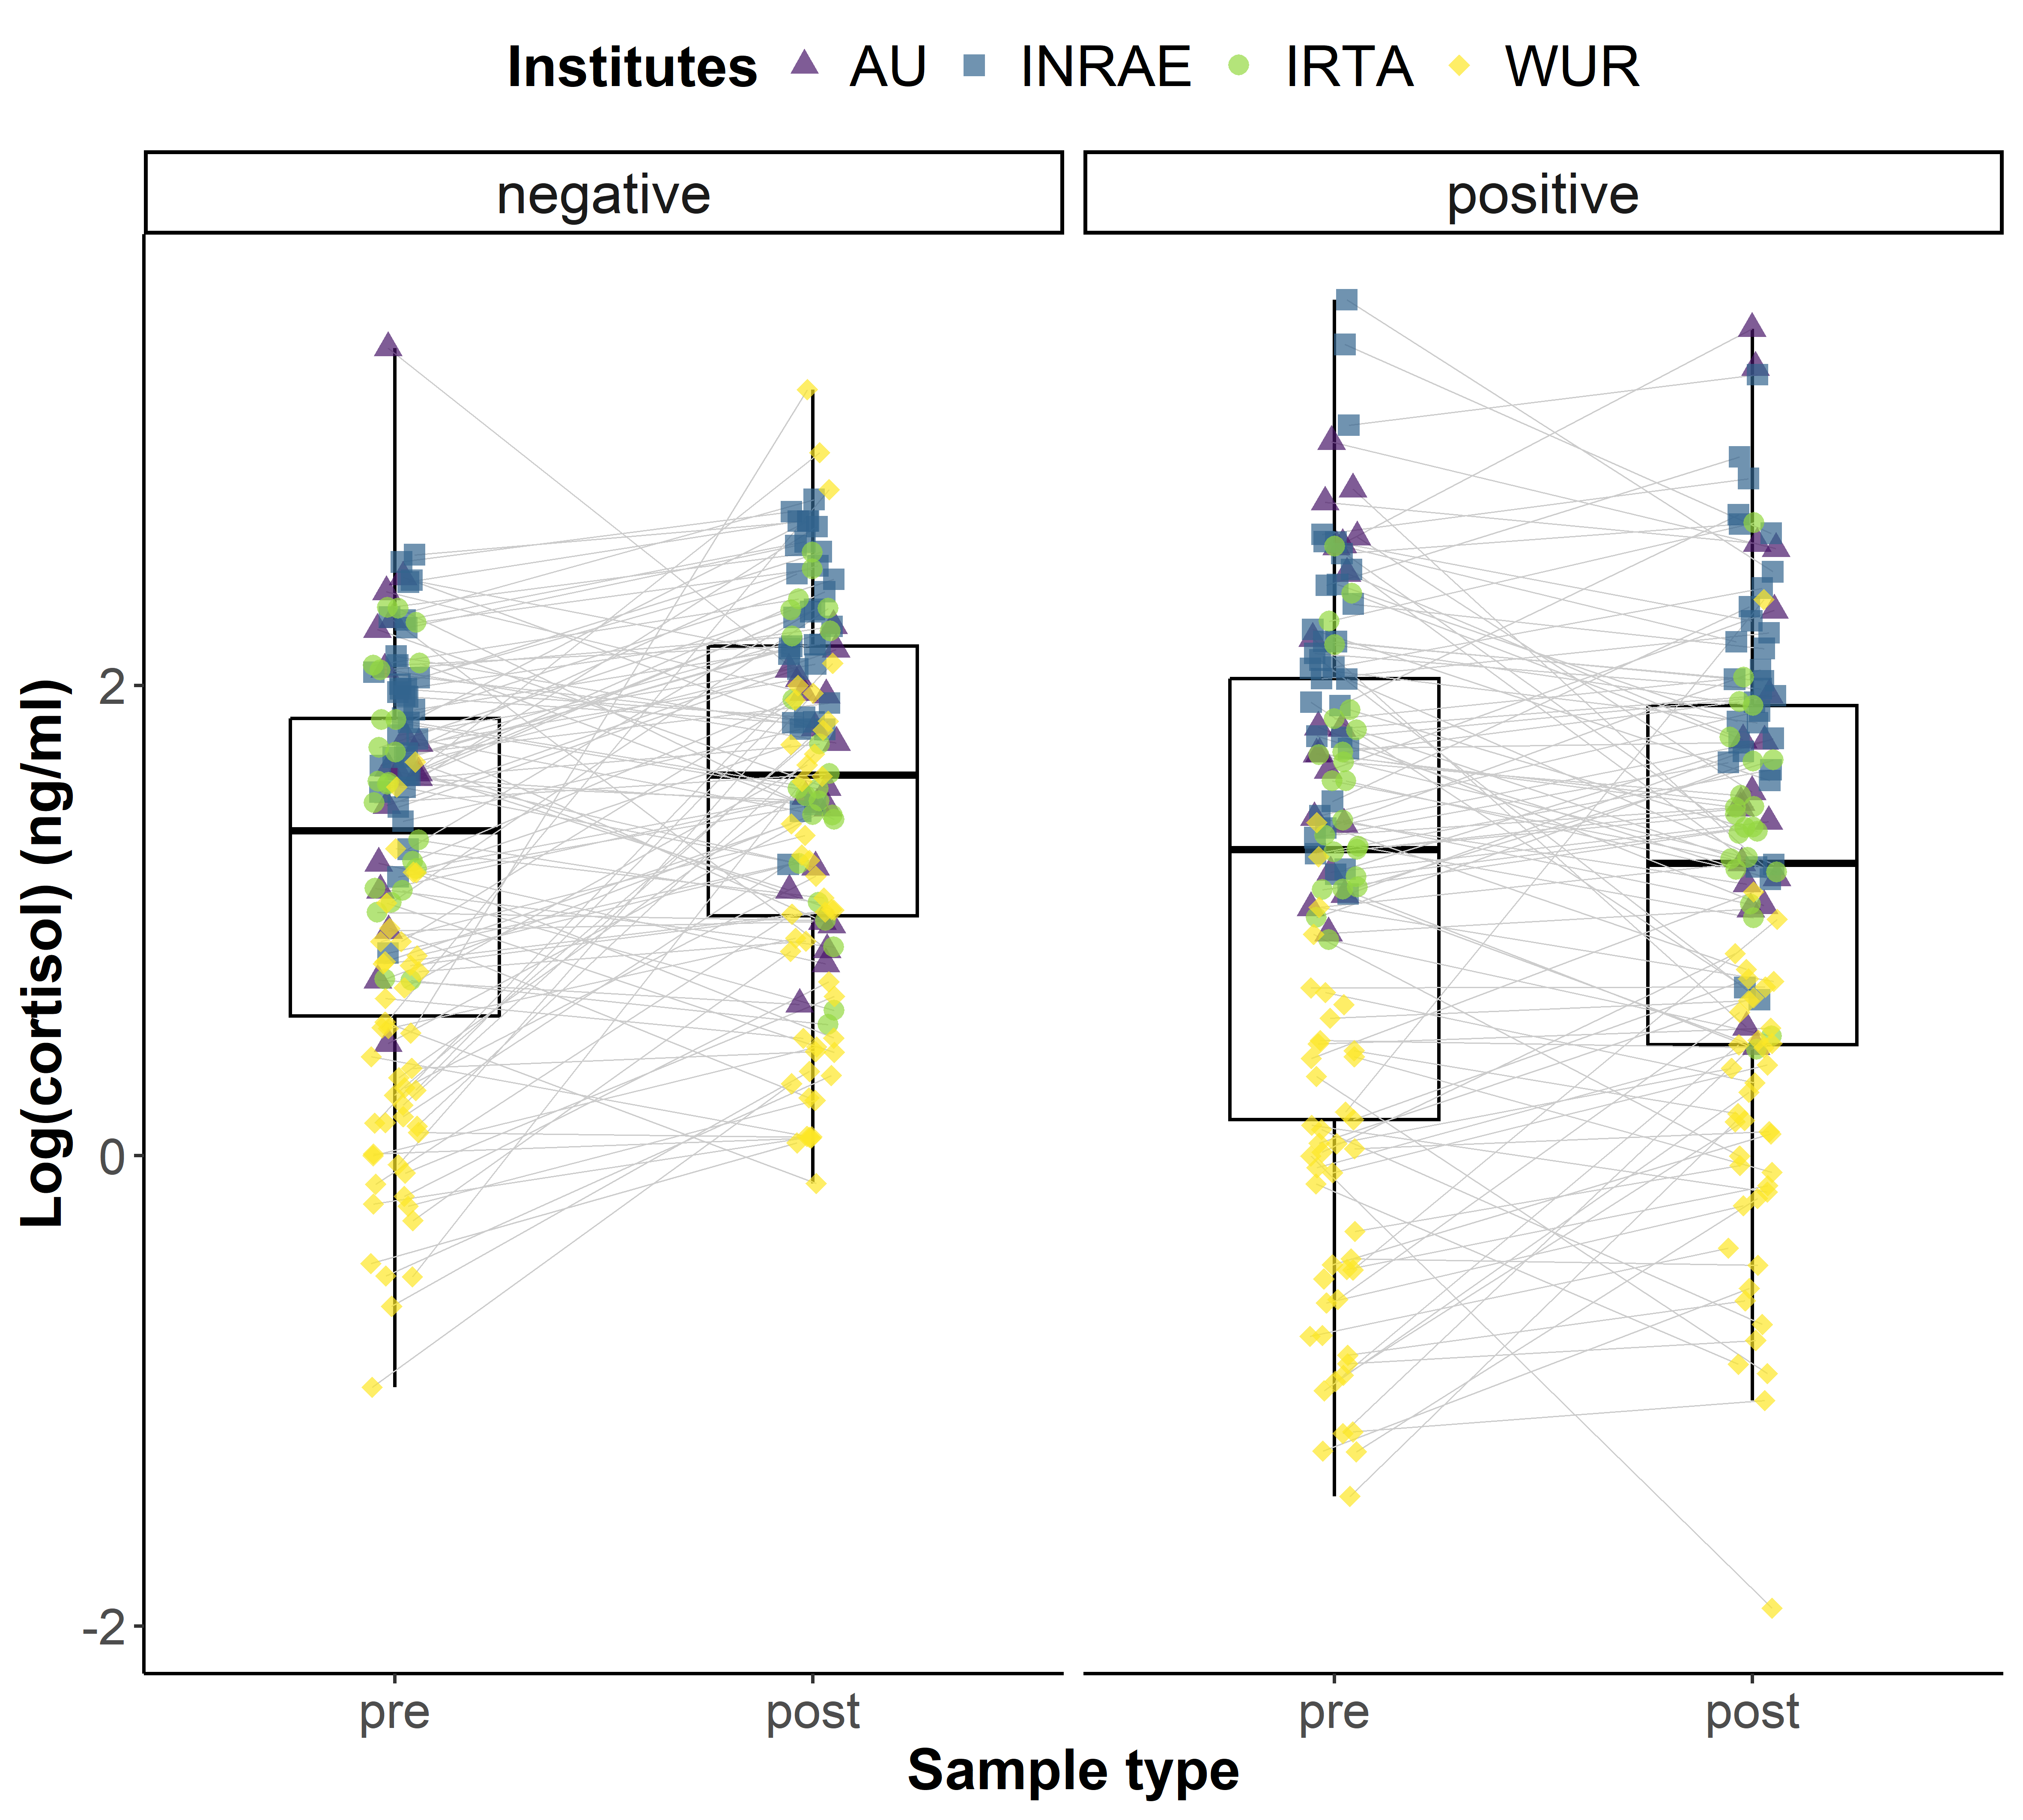 Institutes AU INRAE IRTA WUR
negative positive
Log(cortisol) (ng/ml)
2
0
-2
pre post pre post
Sample type